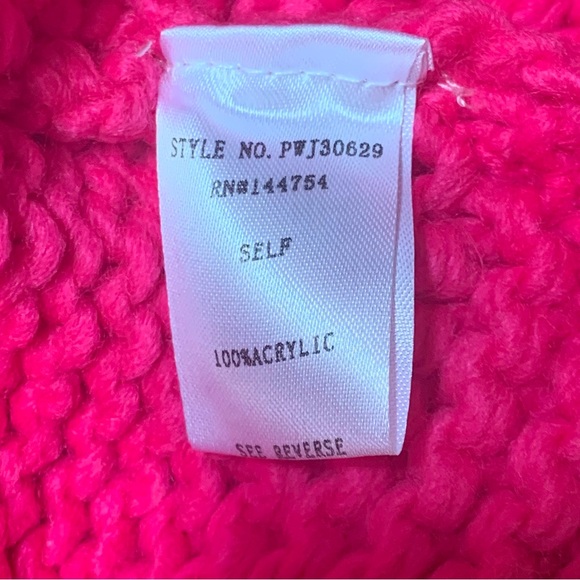 STYLE NO. PWJ30629
RN#144754
SELF
100%ACRYLIC
SEE REVERSE